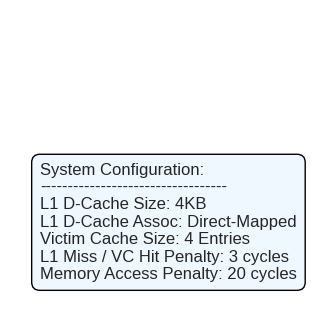 System Configuration:
----------------------------------
L1 D-Cache Size: 4KB
L1 D-Cache Assoc: Direct-Mapped
Victim Cache Size: 4 Entries
L1 Miss / VC Hit Penalty: 3 cycles
Memory Access Penalty: 20 cycles